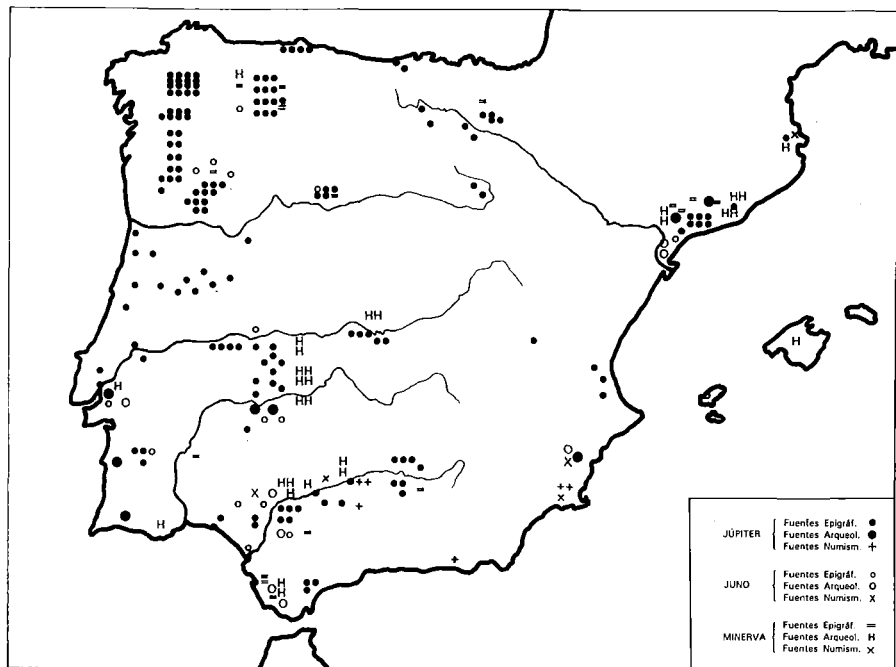 JÚPITER
Fuentes Epigráf. ●
Fuentes Arqueol. ●
Fuentes Numism. +
JUNO
Fuentes Epigráf. o
Fuentes Arqueol. O
Fuentes Numism. X
MINERVA
Fuentes Epigráf. =
Fuentes Arqueol. H
Fuentes Numism. ×